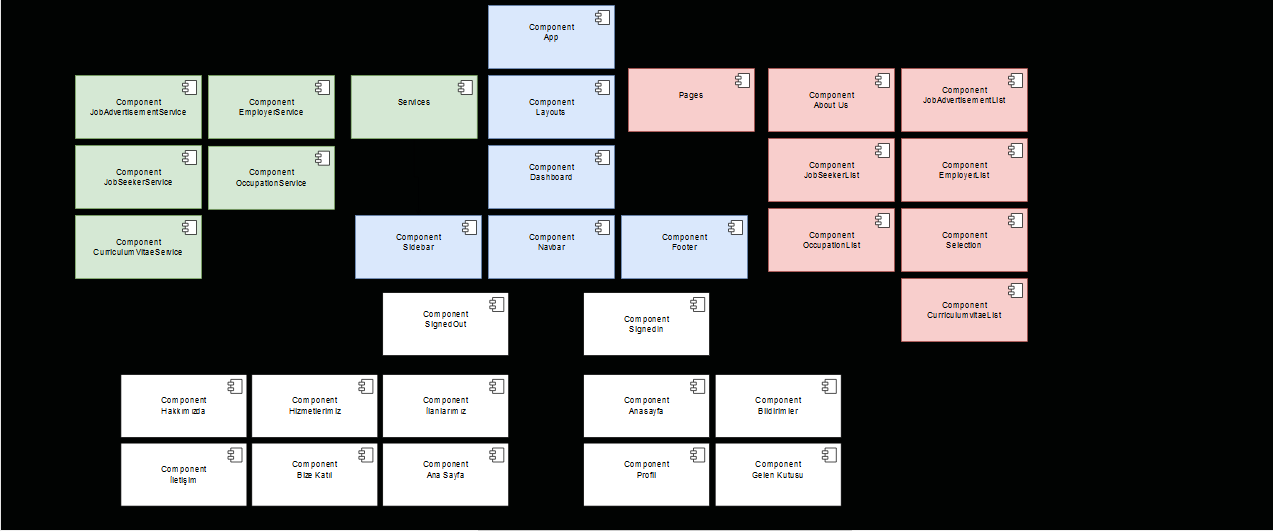 Component
App
Component
JobAdvertisementService
Component
EmployerService
Services
Component
Layouts
Pages
Component
About Us
Component
JobAdvertisementList
Component
JobSeekerService
Component
OccupationService
Component
Dashboard
Component
JobSeekerList
Component
EmployerList
Component
CurriculumVitaeService
Component
Sidebar
Component
Navbar
Component
Footer
Component
OccupationList
Component
Selection
Component
SignedOut
Component
SignedIn
Component
CurriculumvitaeList
Component
Hakkımızda
Component
Hizmetlerimiz
Component
İlanlarımız
Component
Anasayfa
Component
Bildirimler
Component
İletişim
Component
Bize Katıl
Component
Ana Sayfa
Component
Profil
Component
Gelen Kutusu